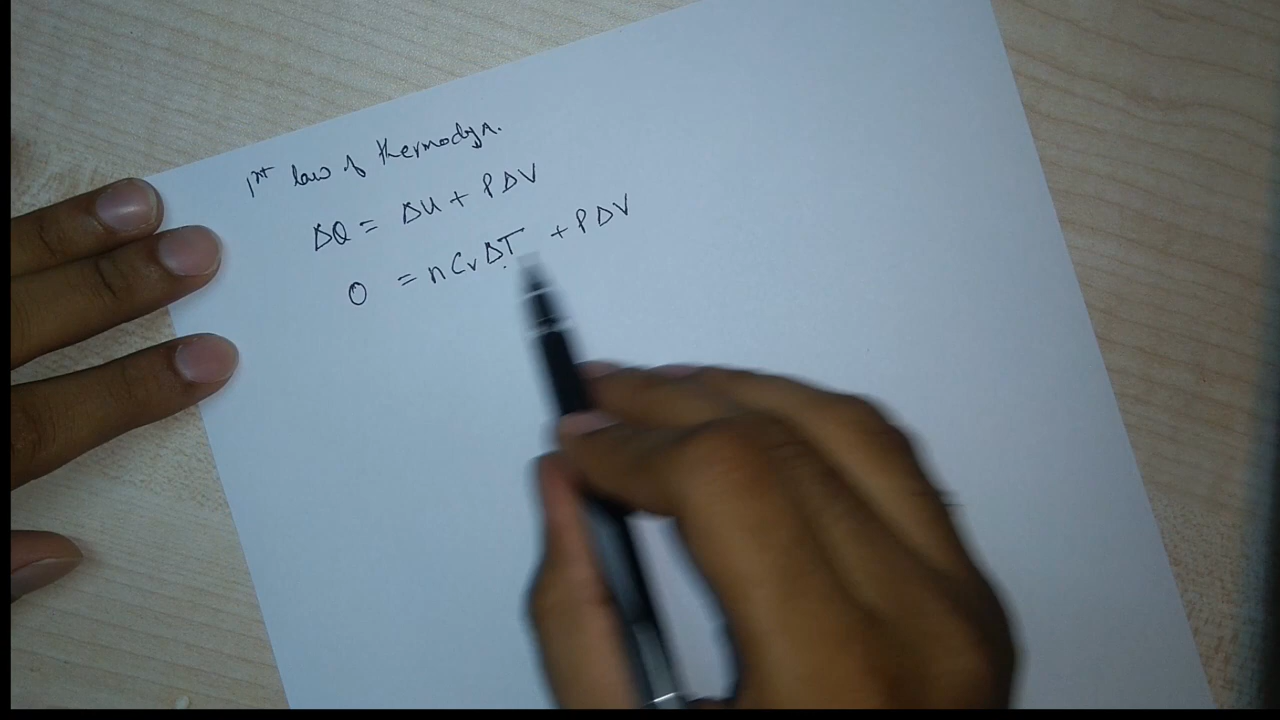 1st law of thermodyn.
ΔQ = ΔU + PΔV
0 = nCvΔT + PΔV